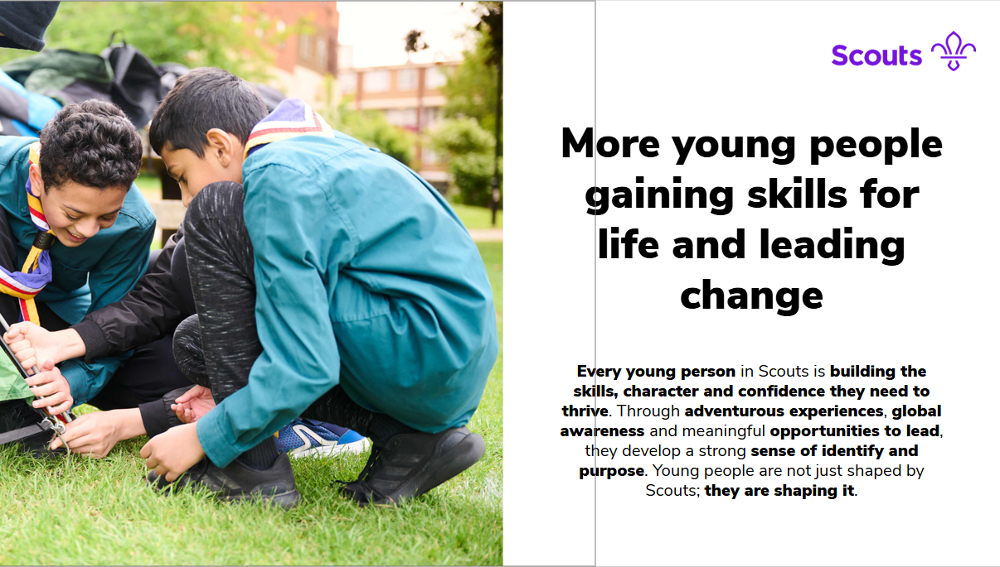 Scouts
More young people
gaining skills for
life and leading
change
Every young person in Scouts is building the
skills, character and confidence they need to
thrive. Through adventurous experiences, global
awareness and meaningful opportunities to lead,
they develop a strong sense of identify and
purpose. Young people are not just shaped by
Scouts; they are shaping it.